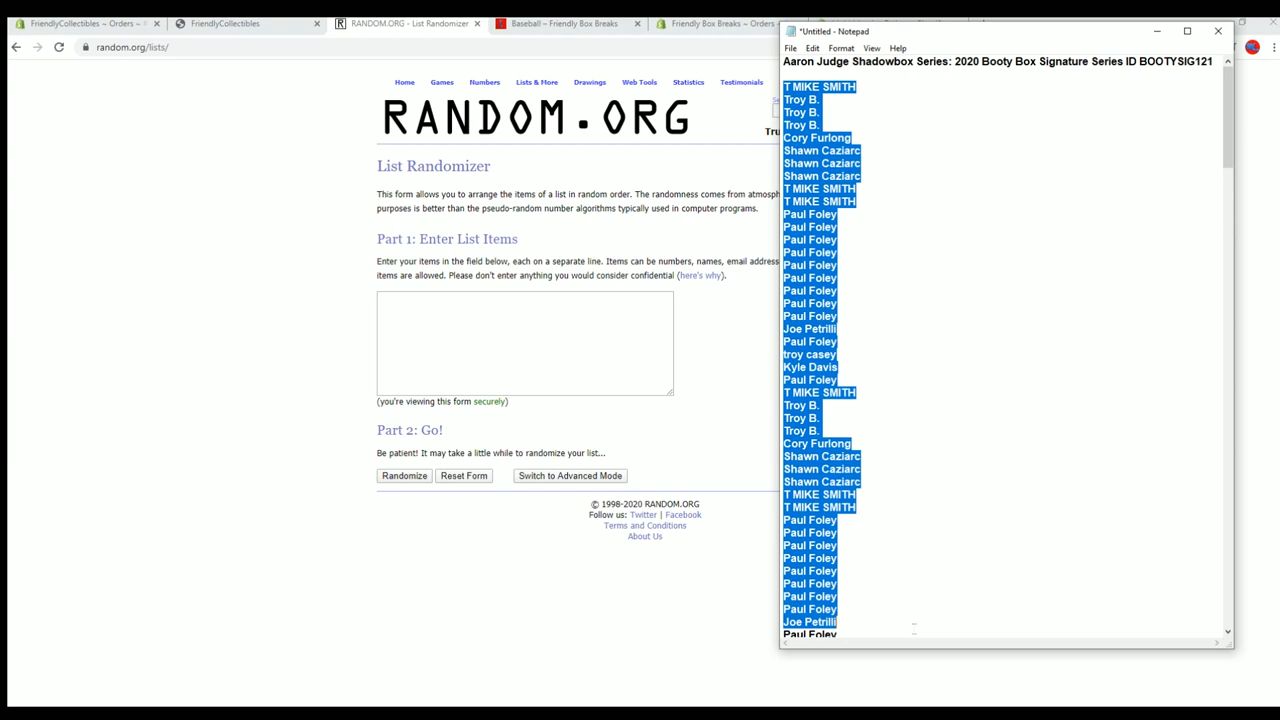 FriendlyCollectibles ~ Orders ~
FriendlyCollectibles
RANDOM.ORG - List Randomizer
Baseball – Friendly Box Breaks
Friendly Box Breaks ~ Orders ~
random.org/lists/
Home Games Numbers Lists & More Drawings Web Tools Statistics Testimonials
RANDOM.ORG
List Randomizer
This form allows you to arrange the items of a list in random order. The randomness comes from atmosph
purposes is better than the pseudo-random number algorithms typically used in computer programs.
Part 1: Enter List Items
Enter your items in the field below, each on a separate line. Items can be numbers, names, email address
items are allowed. Please don't enter anything you would consider confidential (here's why).
(you're viewing this form securely)
Part 2: Go!
Be patient! It may take a little while to randomize your list...
Randomize Reset Form Switch to Advanced Mode
© 1998-2020 RANDOM.ORG
Follow us: Twitter | Facebook
Terms and Conditions
About Us
*Untitled - Notepad
File Edit Format View Help
Aaron Judge Shadowbox Series: 2020 Booty Box Signature Series ID BOOTYSIG121
T MIKE SMITH
Troy B.
Troy B.
Troy B.
Cory Furlong
Shawn Caziarc
Shawn Caziarc
Shawn Caziarc
T MIKE SMITH
T MIKE SMITH
Paul Foley
Paul Foley
Paul Foley
Paul Foley
Paul Foley
Paul Foley
Paul Foley
Paul Foley
Paul Foley
Joe Petrilli
Paul Foley
troy casey
Kyle Davis
Paul Foley
T MIKE SMITH
Troy B.
Troy B.
Troy B.
Cory Furlong
Shawn Caziarc
Shawn Caziarc
Shawn Caziarc
T MIKE SMITH
T MIKE SMITH
Paul Foley
Paul Foley
Paul Foley
Paul Foley
Paul Foley
Paul Foley
Paul Foley
Paul Foley
Joe Petrilli
Paul Foley